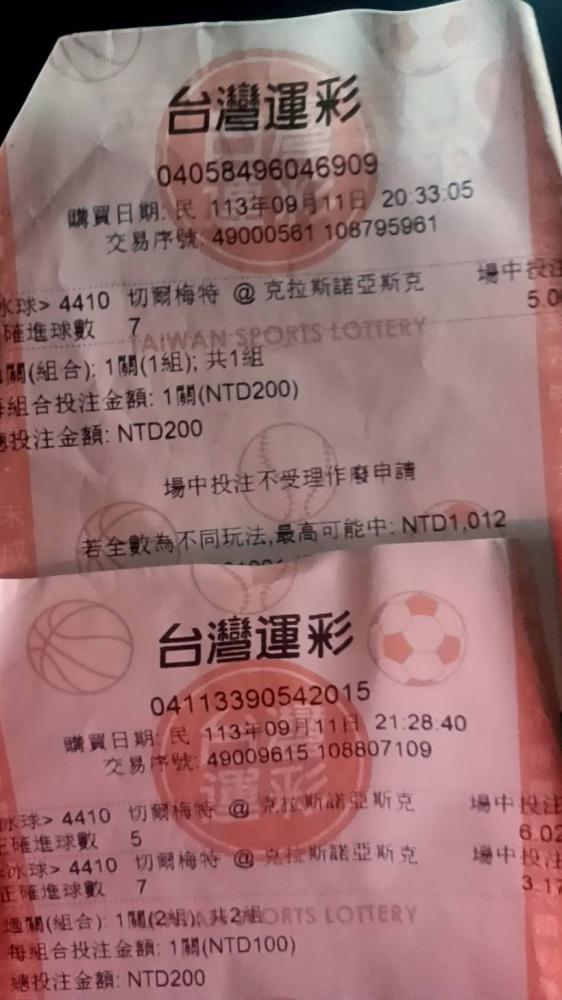 台灣運彩
04058496046909
購買日期: 民 113年09月11日 20:33:05
交易序號: 49000561 108795961
冰球> 4410 切爾梅特 @ 克拉斯諾亞斯克 場中投注
確進球數 7 5.0
TAIWAN SPORTS LOTTERY
關(組合): 1關(1組); 共1組
組合投注金額: 1關(NTD200)
投注金額: NTD200
場中投注不受理作廢申請
若全數為不同玩法,最高可能中: NTD1,012
台灣運彩
04113390542015
購買日期: 民 113年09月11日 21:28:40
交易序號: 49009615 108807109
冰球> 4410 切爾梅特 @ 克拉斯諾亞斯克 場中投注
正確進球數 5 6.02
冰球> 4410 切爾梅特 @ 克拉斯諾亞斯克 場中投注
正確進球數 7 3.17
過關(組合): 1關(2組); 共2組
SPORTS LOTTERY
每組合投注金額: 1關(NTD100)
總投注金額: NTD200